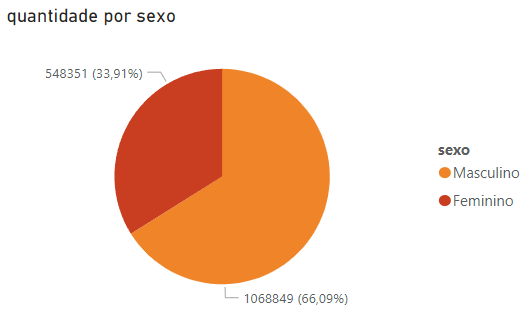 quantidade por sexo
548351 (33,91%)
sexo
Masculino
Feminino
1068849 (66,09%)